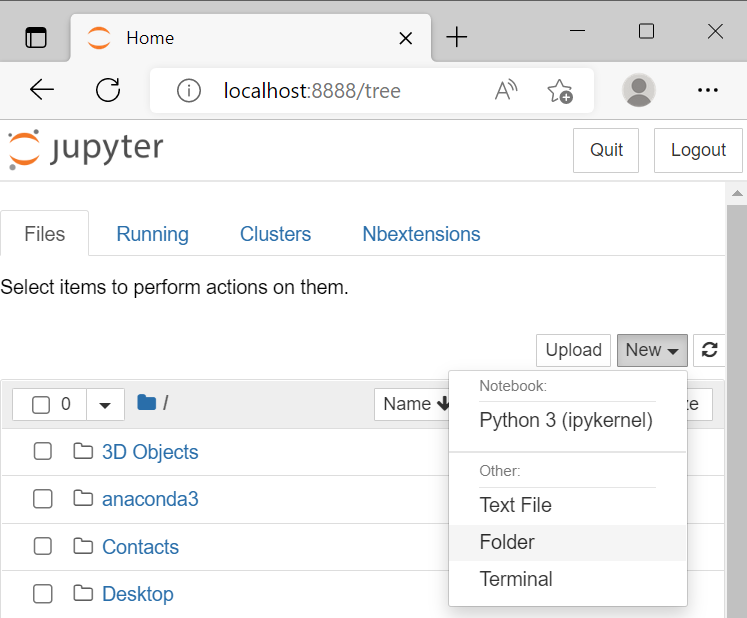 Home
localhost:8888/tree
jupyter
Quit Logout
Files Running Clusters Nbextensions
Select items to perform actions on them.
Upload New
0 / Name ze
Notebook:
Python 3 (ipykernel)
Other:
Text File
Folder
Terminal
3D Objects
anaconda3
Contacts
Desktop